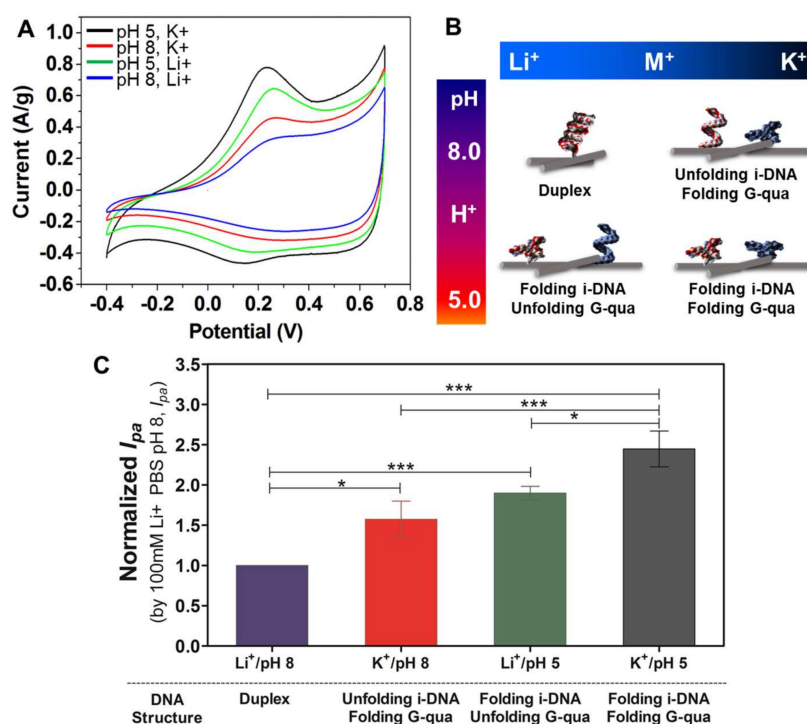 A
pH 5, K+
pH 8, K+
pH 5, Li+
pH 8, Li+
Current (A/g)
1.0
0.8
0.6
0.4
0.2
0.0
-0.2
-0.4
-0.6
-0.4 -0.2 0.0 0.2 0.4 0.6 0.8
Potential (V)
B
Li+ M+ K+
pH
8.0
H+
5.0
Duplex
Unfolding i-DNA
Folding G-qua
Folding i-DNA
Unfolding G-qua
Folding i-DNA
Folding G-qua
C
Normalized Ipa
(by 100mM Li+ PBS pH 8, Ipa)
3.5
3.0
2.5
2.0
1.5
1.0
0.5
0.0
***
***
*
***
*
Li+/pH 8 K+/pH 8 Li+/pH 5 K+/pH 5
DNA
Structure
Duplex
Unfolding i-DNA
Folding G-qua
Folding i-DNA
Unfolding G-qua
Folding i-DNA
Folding G-qua